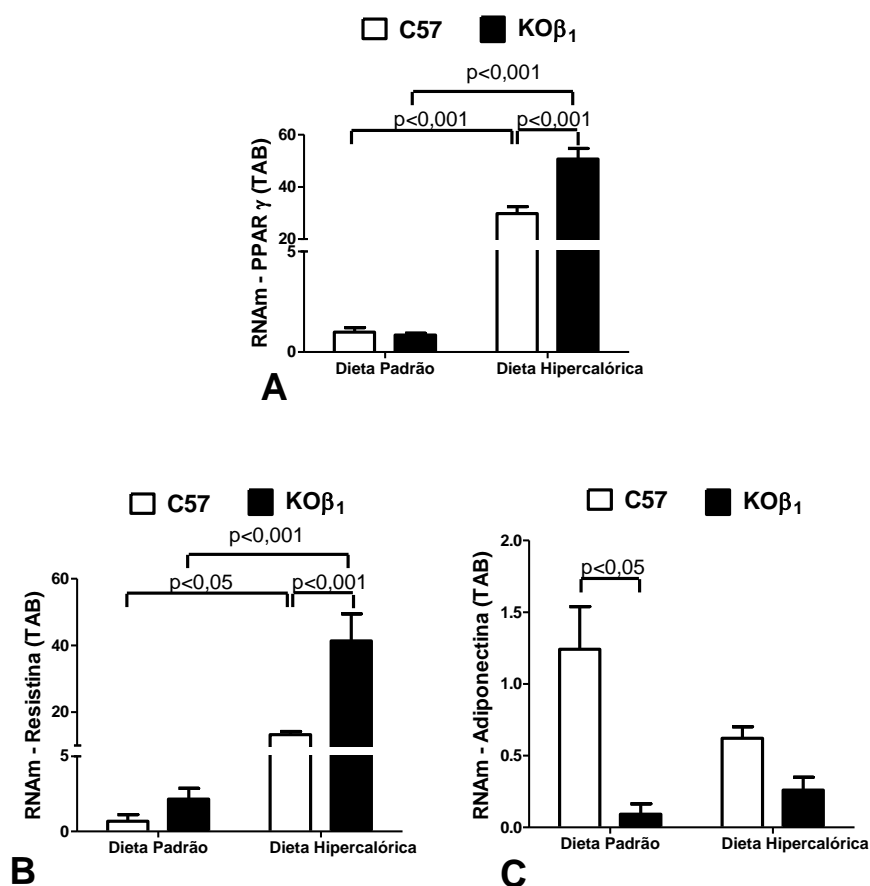 C57 KOβ1
p<0,001
p<0,001 p<0,001
60
40
20
5
0
RNAm - PPAR γ (TAB)
Dieta Padrão Dieta Hipercalórica
A
C57 KOβ1
p<0,001
p<0,05 p<0,001
60
40
20
5
0
RNAm - Resistina (TAB)
Dieta Padrão Dieta Hipercalórica
B
C57 KOβ1
p<0,05
2.0
1.5
1.0
0.5
0.0
RNAm - Adiponectina (TAB)
Dieta Padrão Dieta Hipercalórica
C